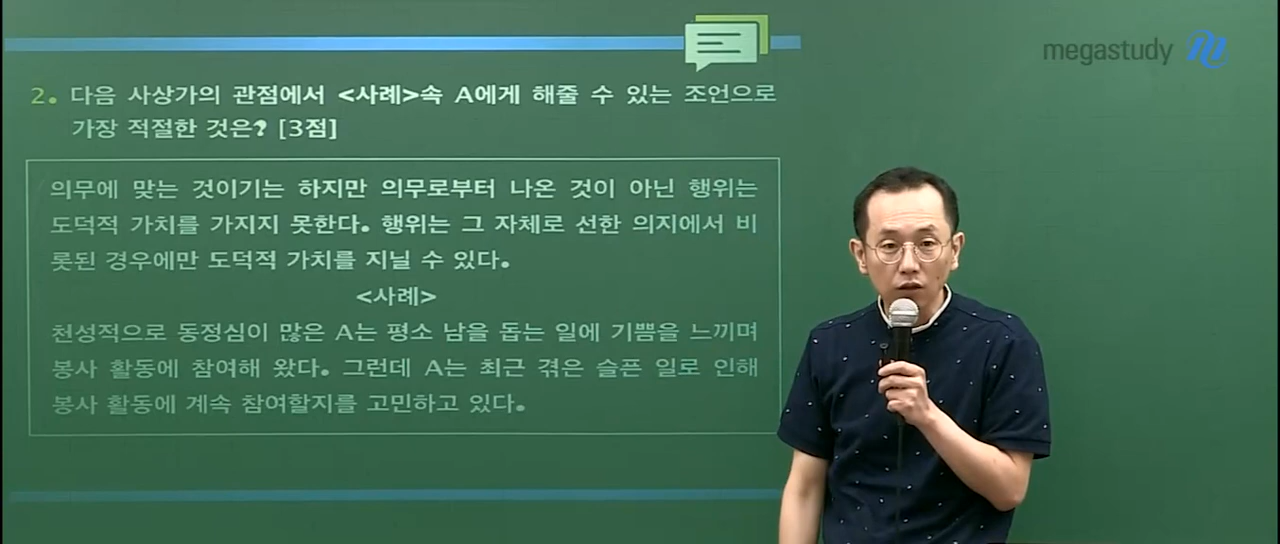 megastudy
2. 다음 사상가의 관점에서 <사례>속 A에게 해줄 수 있는 조언으로
가장 적절한 것은? [3점]
의무에 맞는 것이기는 하지만 의무로부터 나온 것이 아닌 행위는
도덕적 가치를 가지지 못한다. 행위는 그 자체로 선한 의지에서 비
롯된 경우에만 도덕적 가치를 지닐 수 있다.
<사례>
천성적으로 동정심이 많은 A는 평소 남을 돕는 일에 기쁨을 느끼며
봉사 활동에 참여해 왔다. 그런데 A는 최근 겪은 슬픈 일로 인해
봉사 활동에 계속 참여할지를 고민하고 있다.